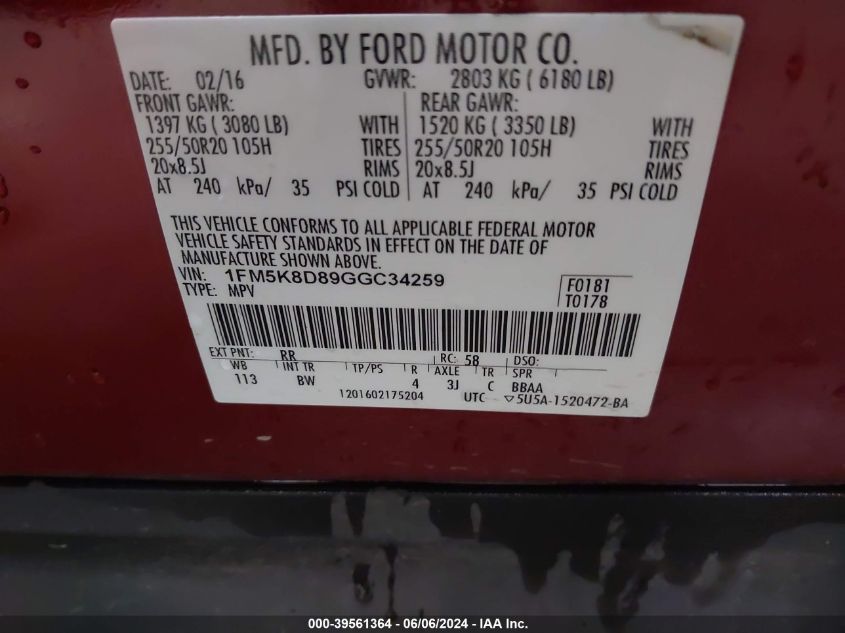 MFD. BY FORD MOTOR CO.
DATE: 02/16 GVWR: 2803 KG ( 6180 LB)
FRONT GAWR: REAR GAWR:
1397 KG ( 3080 LB) WITH 1520 KG ( 3350 LB) WITH
255/50R20 105H TIRES 255/50R20 105H TIRES
20x8.5J RIMS 20x8.5J RIMS
AT 240 kPa/ 35 PSI COLD AT 240 kPa/ 35 PSI COLD
THIS VEHICLE CONFORMS TO ALL APPLICABLE FEDERAL MOTOR
VEHICLE SAFETY STANDARDS IN EFFECT ON THE DATE OF
MANUFACTURE SHOWN ABOVE.
VIN: 1FM5K8D89GGC34259 F0181
TYPE: MPV T0178
EXT PNT: RR RC: 58 DSO:
WB INT TR TP/PS R AXLE TR SPR
113 BW 4 3J C BBAA
1201602175204 UTC ▽5U5A-1520472-BA
000-39561364 / 06/06/2024 - IAA Inc.